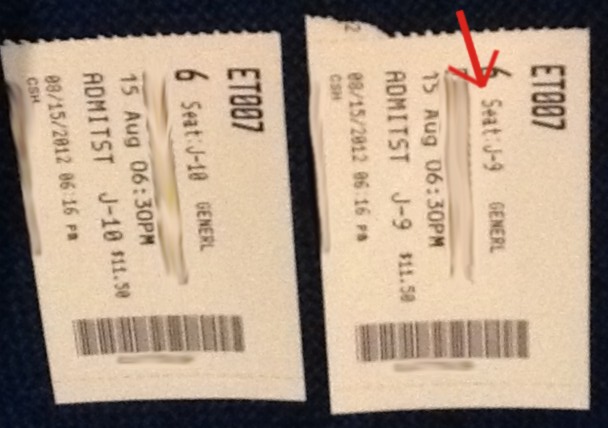 ET007
6 Seat:J-10 GENERL
15 Aug 06:30PM
ADMITST J-10 $11.50
08/15/2012 06:16 PM
CSH
ET007
6 Seat:J-9 GENERL
15 Aug 06:30PM
ADMITST J-9 $11.50
08/15/2012 06:16 PM
CSH